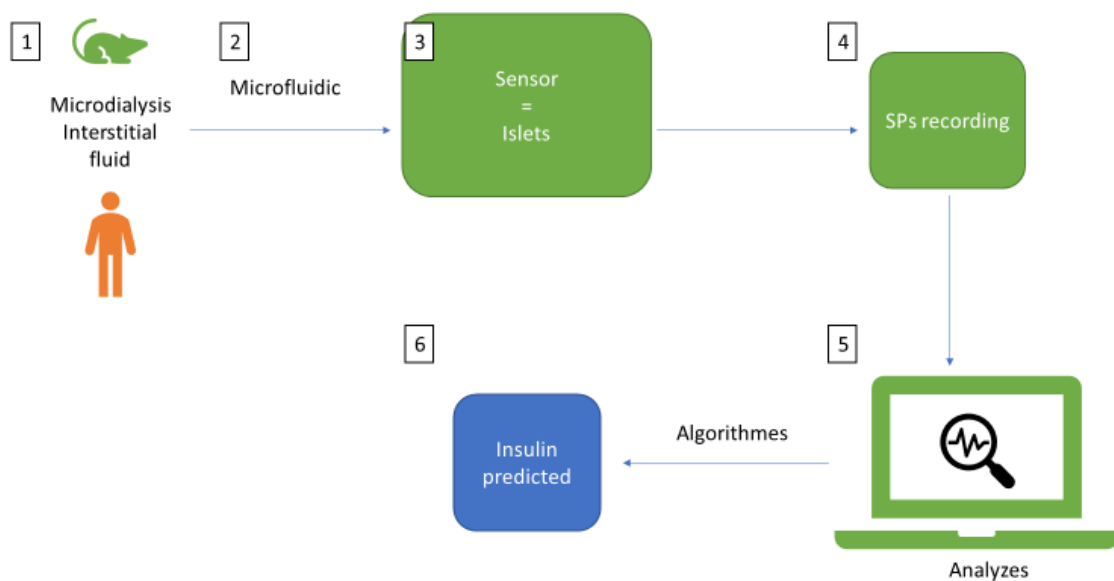 1
Microdialysis
Interstitial
fluid
2
Microfluidic
3
Sensor
=
Islets
4
SPs recording
5
Analyzes
Algorithmes
6
Insulin
predicted